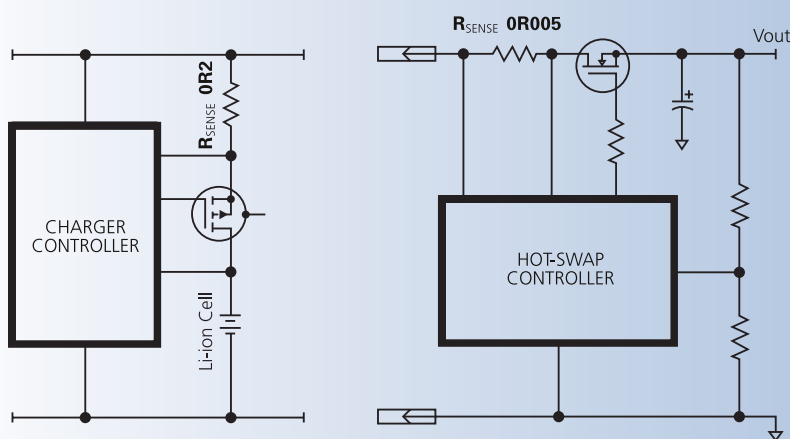 RSENSE 0R2
CHARGER
CONTROLLER
Li-ion Cell
RSENSE 0R005
Vout
+
HOT-SWAP
CONTROLLER